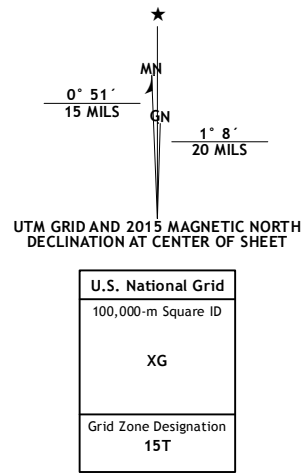 MN
0° 51´
15 MILS
GN
1° 8´
20 MILS
UTM GRID AND 2015 MAGNETIC NORTH
DECLINATION AT CENTER OF SHEET
U.S. National Grid
100,000-m Square ID
XG
Grid Zone Designation
15T